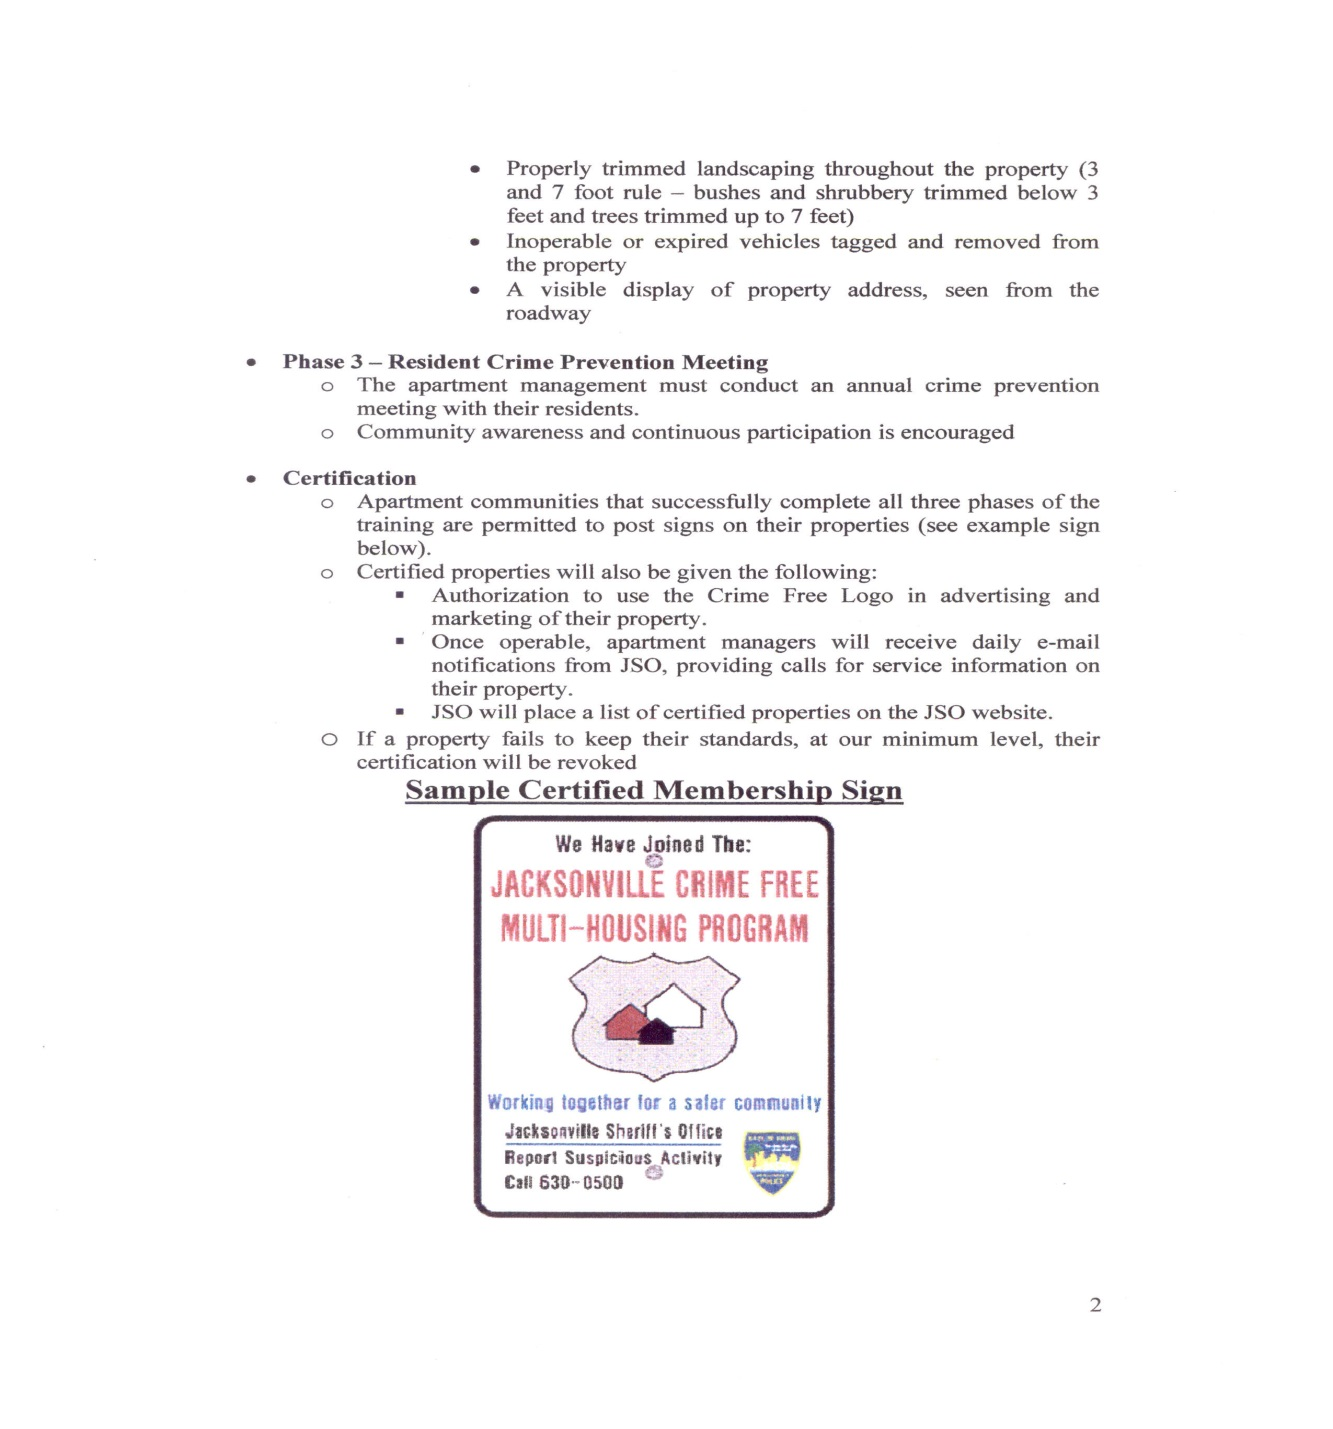 • Properly trimmed landscaping throughout the property (3
and 7 foot rule – bushes and shrubbery trimmed below 3
feet and trees trimmed up to 7 feet)
• Inoperable or expired vehicles tagged and removed from
the property
• A visible display of property address, seen from the
roadway
• Phase 3 – Resident Crime Prevention Meeting
o The apartment management must conduct an annual crime prevention
meeting with their residents.
o Community awareness and continuous participation is encouraged
• Certification
o Apartment communities that successfully complete all three phases of the
training are permitted to post signs on their properties (see example sign
below).
o Certified properties will also be given the following:
▪ Authorization to use the Crime Free Logo in advertising and
marketing of their property.
▪ Once operable, apartment managers will receive daily e-mail
notifications from JSO, providing calls for service information on
their property.
▪ JSO will place a list of certified properties on the JSO website.
o If a property fails to keep their standards, at our minimum level, their
certification will be revoked
Sample Certified Membership Sign
We Have Joined The:
JACKSONVILLE CRIME FREE
MULTI-HOUSING PROGRAM
Working together for a safer community
Jacksonville Sheriff's Office
Report Suspicious Activity
Call 630-0500
POLICE
2